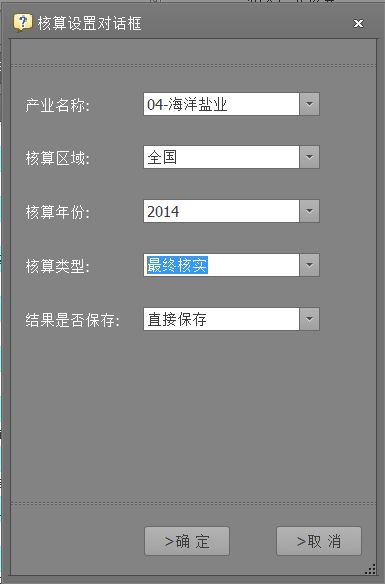 核算设置对话框
产业名称: 04-海洋盐业
核算区域: 全国
核算年份: 2014
核算类型: 最终核实
结果是否保存: 直接保存
>确 定 >取 消